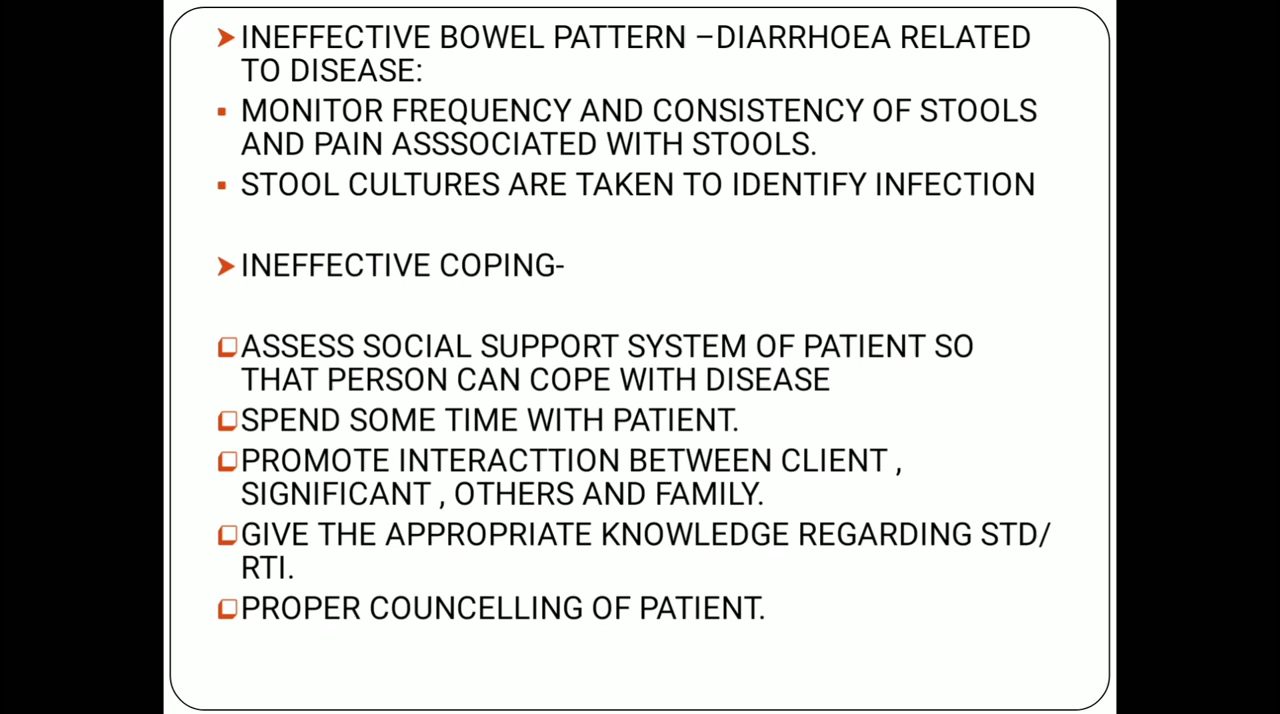 INEFFECTIVE BOWEL PATTERN –DIARRHOEA RELATED
TO DISEASE:
MONITOR FREQUENCY AND CONSISTENCY OF STOOLS
AND PAIN ASSSOCIATED WITH STOOLS.
STOOL CULTURES ARE TAKEN TO IDENTIFY INFECTION
INEFFECTIVE COPING-
ASSESS SOCIAL SUPPORT SYSTEM OF PATIENT SO
THAT PERSON CAN COPE WITH DISEASE
SPEND SOME TIME WITH PATIENT.
PROMOTE INTERACTTION BETWEEN CLIENT ,
SIGNIFICANT , OTHERS AND FAMILY.
GIVE THE APPROPRIATE KNOWLEDGE REGARDING STD/
RTI.
PROPER COUNCELLING OF PATIENT.